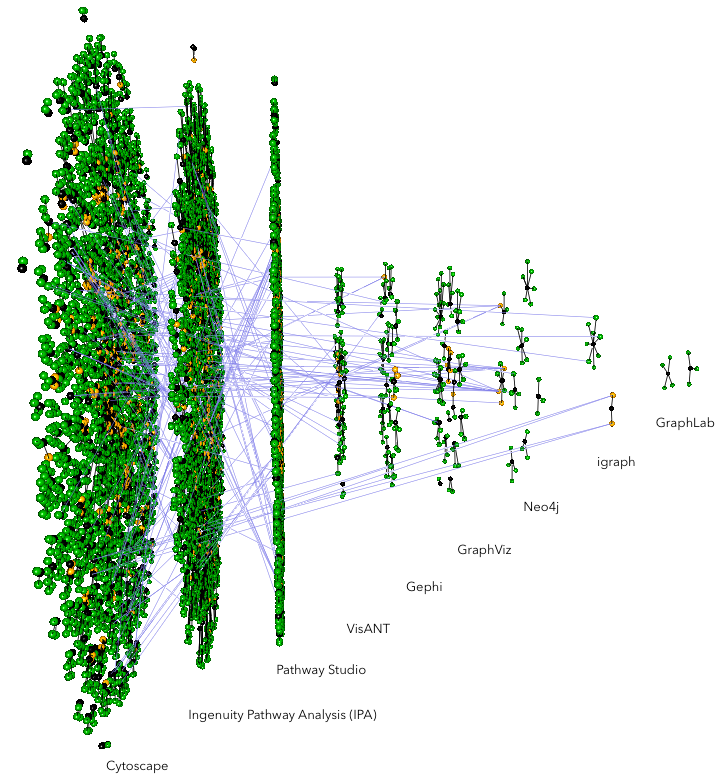 GraphLab
igraph
Neo4j
GraphViz
Gephi
VisANT
Pathway Studio
Ingenuity Pathway Analysis (IPA)
Cytoscape